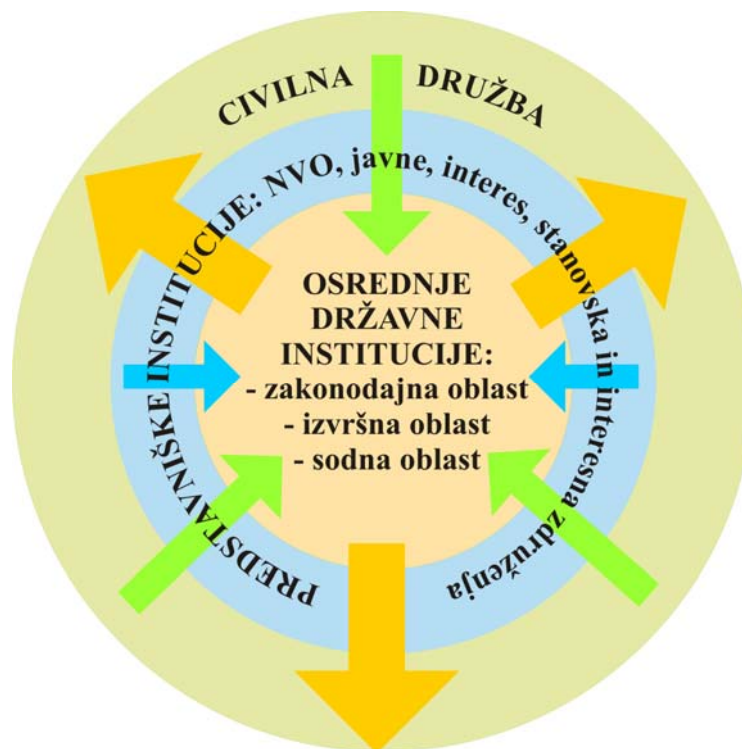 CIVILNA DRUŽBA
PREDSTAVNIŠKE INSTITUCIJE: NVO, javne, interes, stanovska in interesna združenja
OSREDNJE
DRŽAVNE
INSTITUCIJE:
- zakonodajna oblast
- izvršna oblast
- sodna oblast